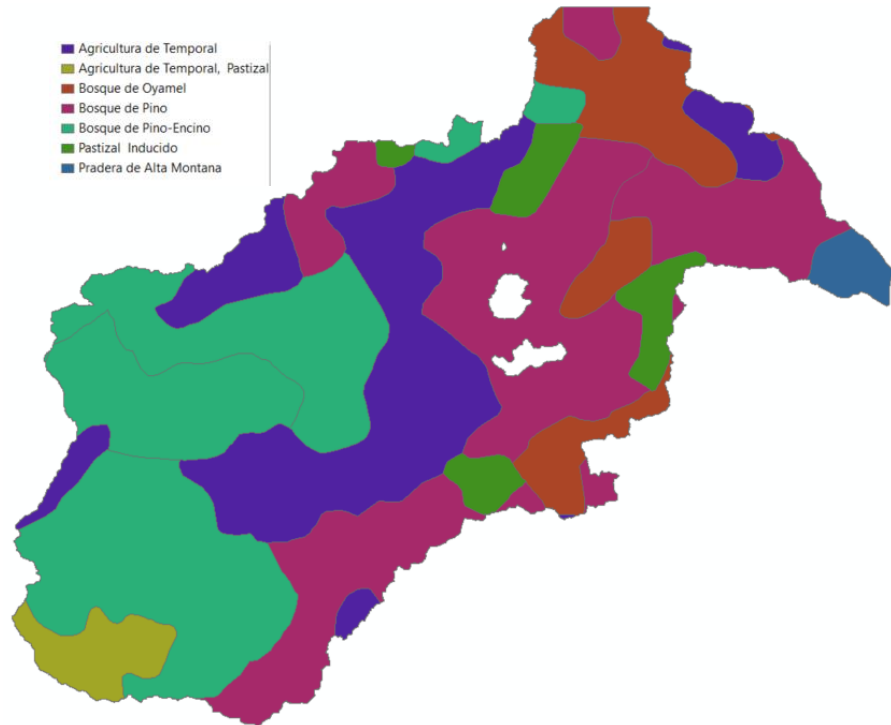 Agricultura de Temporal
Agricultura de Temporal, Pastizal
Bosque de Oyamel
Bosque de Pino
Bosque de Pino-Encino
Pastizal Inducido
Pradera de Alta Montana